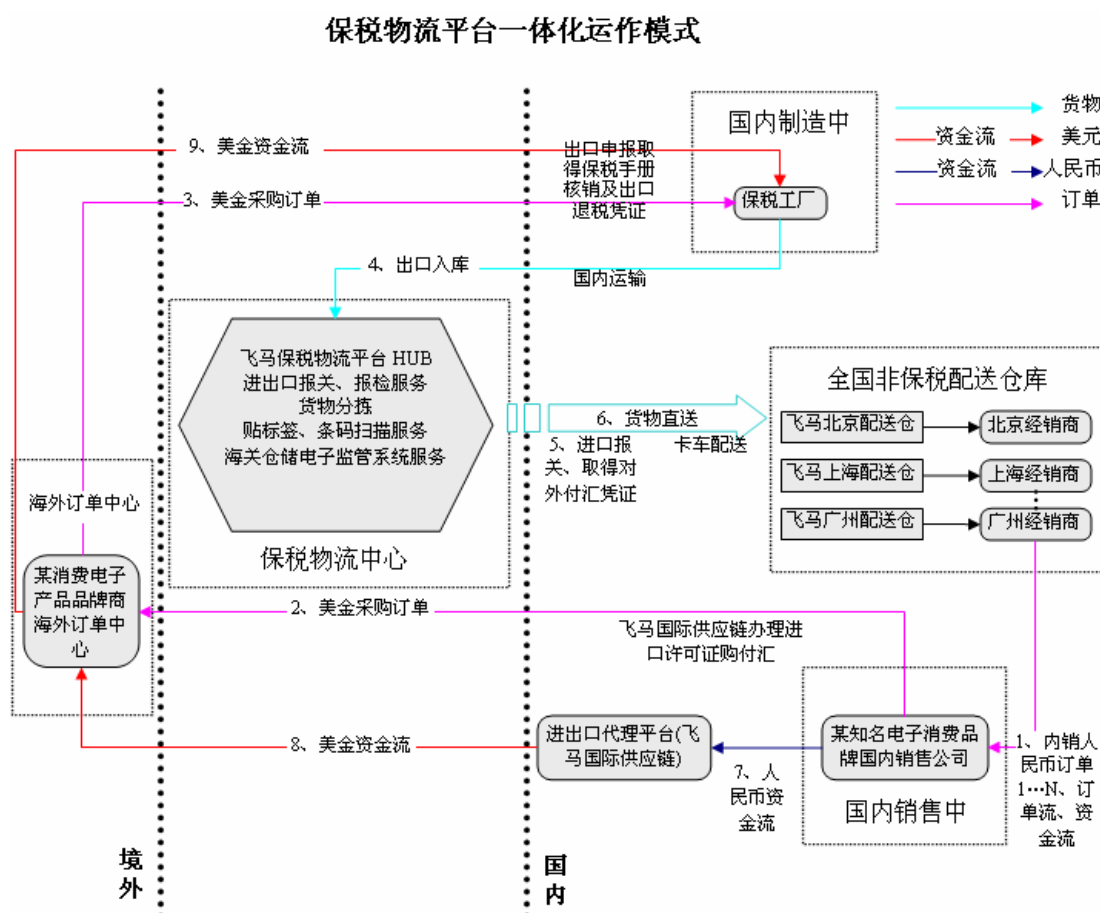 保税物流平台一体化运作模式
货物
资金流
美元
资金流
人民币
订单
国内制造中
保税工厂
9、美金资金流
出口申报取
得保税手册
核销及出口
退税凭证
3、美金采购订单
4、出口入库
国内运输
飞马保税物流平台 HUB
进出口报关、报检服务
货物分拣
贴标签、条码扫描服务
海关仓储电子监管系统服务
保税物流中心
6、货物直送
5、进口报
关、取得对
外付汇凭证
卡车配送
全国非保税配送仓库
飞马北京配送仓
北京经销商
飞马上海配送仓
上海经销商
飞马广州配送仓
广州经销商
海外订单中心
某消费电子
产品品牌商
海外订单中
心
2、美金采购订单
飞马国际供应链办理进
口许可证购付汇
8、美金资金流
进出口代理平台(飞
马国际供应链)
7、人
民币资
金流
某知名电子消费品
牌国内销售公司
国内销售中
1、内销人
民币订单
1…N、订
单流、资
金流
境
外
国
内